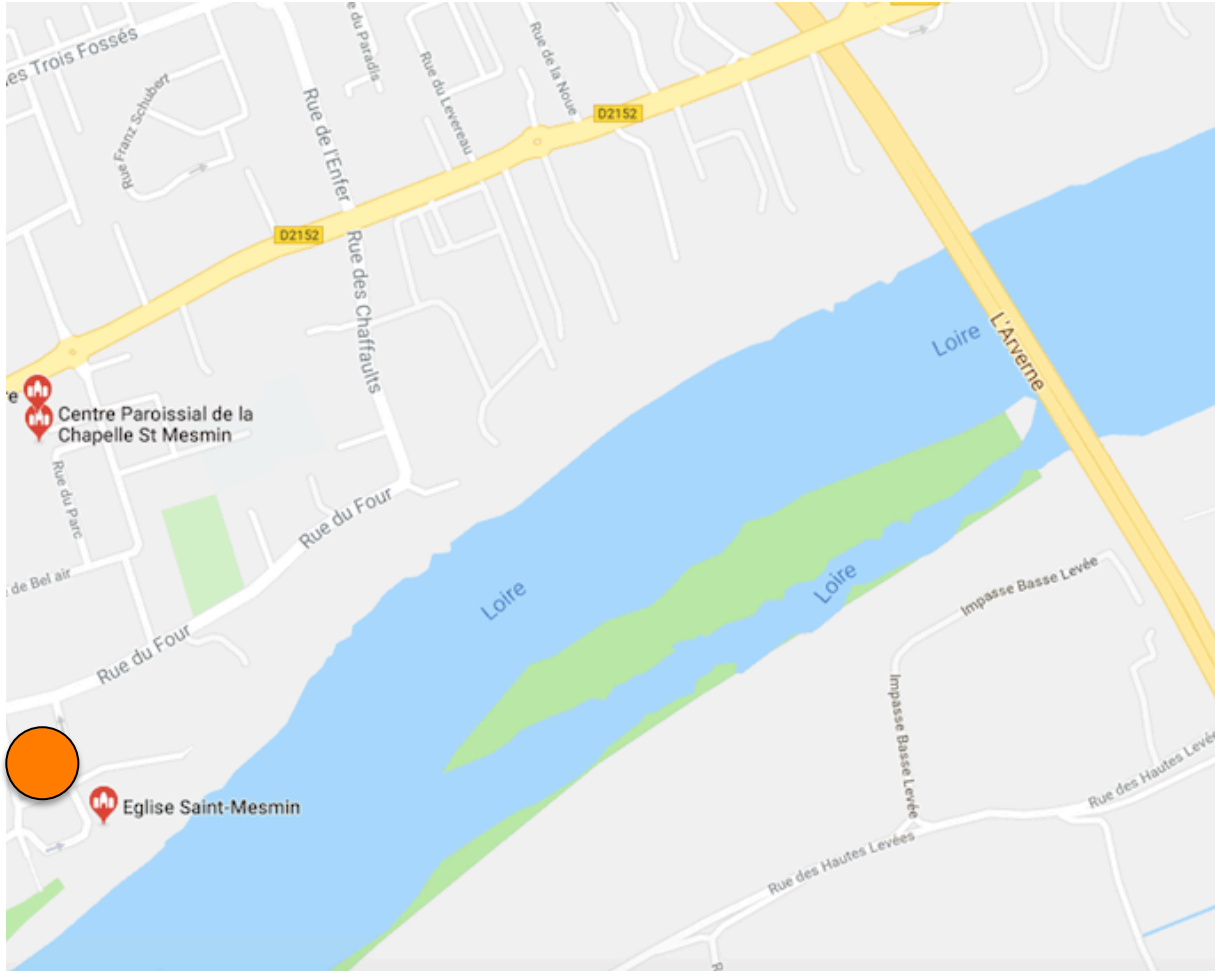 es Trois Fossés
Rue Franz Schubert
Rue de l'Enfer
e du Paradis
Rue du Levereau
Rue de la Noue
D2152
D2152
Rue des Chaffaults
Loire
L'Arverne
re
Centre Paroissial de la
Chapelle St Mesmin
Rue du Parc
Rue du Four
de Bel air
Loire
Loire
Impasse Basse Levée
Rue du Four
Impasse Basse Levée
Rue des Hautes Levée
Eglise Saint-Mesmin
Rue des Hautes Levées
R